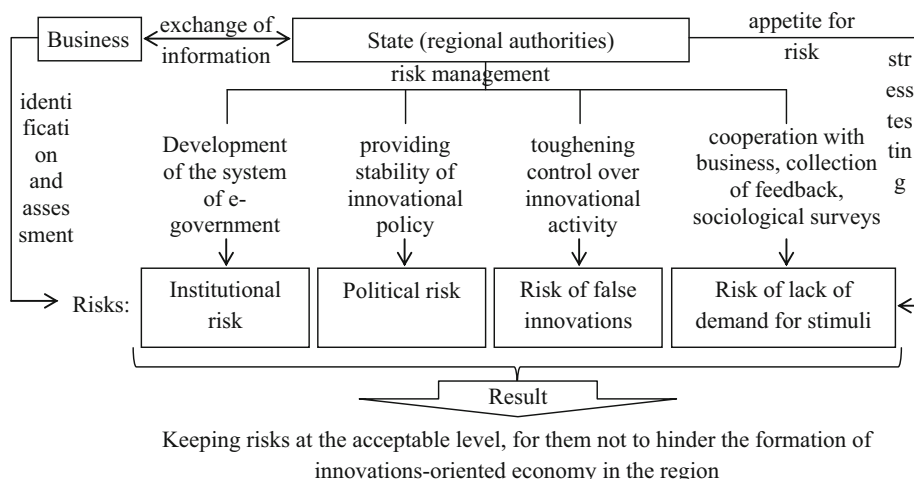 Business
exchange of
information
State (regional authorities)
appetite for
risk
risk management
identi
ficati
on
and
asses
sment
str
ess
tes
tin
g
Development
of the system
of e-
government
providing
stability of
innovational
policy
toughening
control over
innovational
activity
cooperation with
business, collection
of feedback,
sociological surveys
Risks:
Institutional
risk
Political risk
Risk of false
innovations
Risk of lack of
demand for stimuli
Result
Keeping risks at the acceptable level, for them not to hinder the formation of
innovations-oriented economy in the region